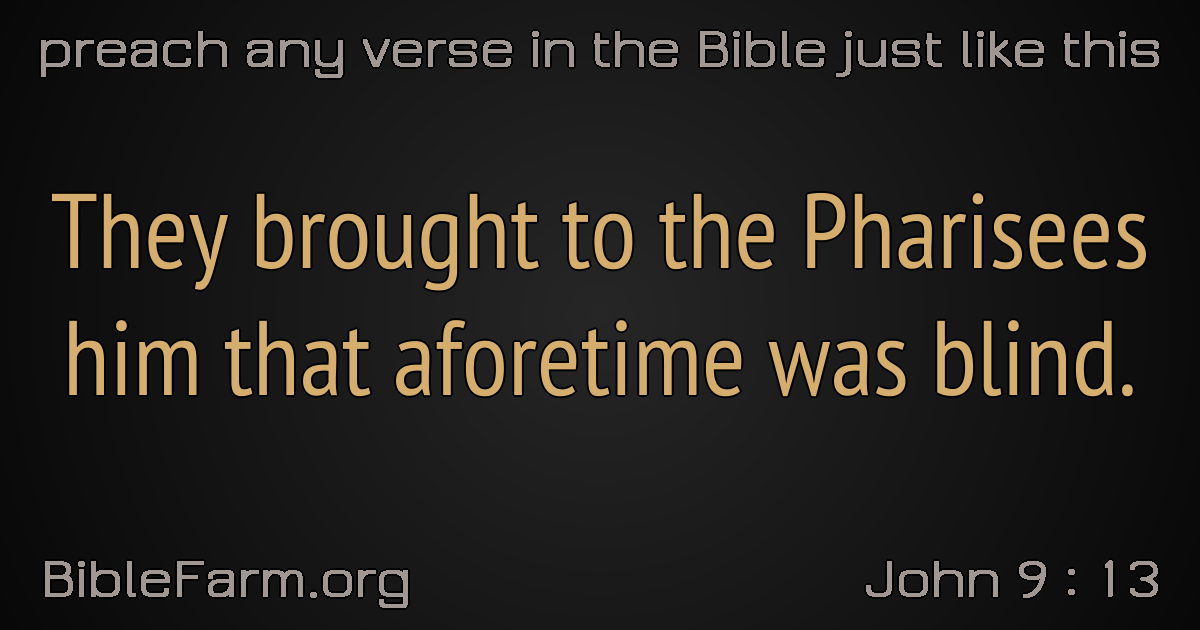 preach any verse in the Bible just like this
They brought to the Pharisees
him that aforetime was blind.
BibleFarm.org
John 9 : 13